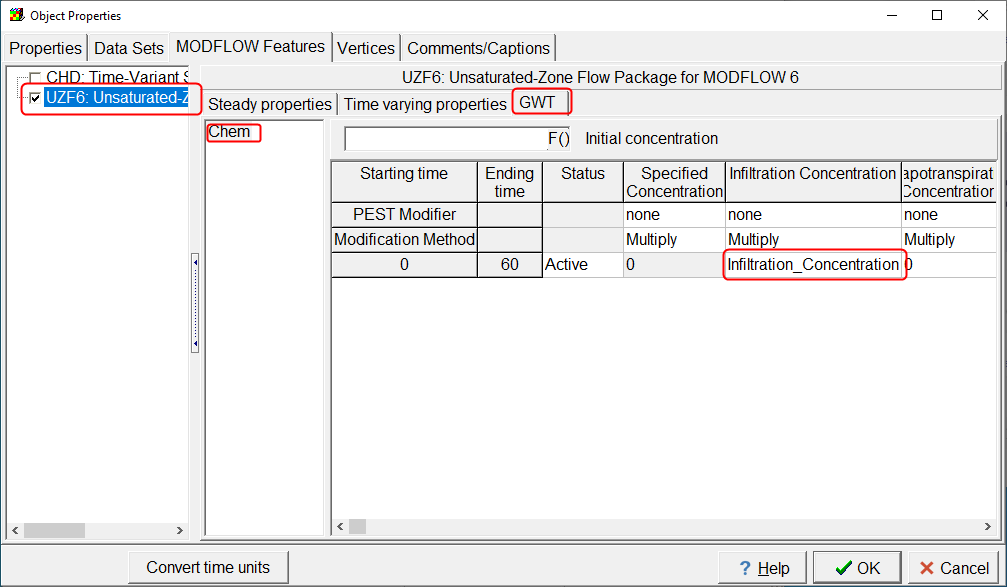 Object Properties
Properties
Data Sets
MODFLOW Features
Vertices
Comments/Captions
CHD: Time-Variant S
UZF6: Unsaturated-Z
UZF6: Unsaturated-Zone Flow Package for MODFLOW 6
Steady properties
Time varying properties
GWT
Chem
F()
Initial concentration
Starting time
Ending
time
Status
Specified
Concentration
Infiltration Concentration
apotranspirat
Concentration
PEST Modifier
none
none
none
Modification Method
Multiply
Multiply
Multiply
0
60
Active
0
Infiltration_Concentration
0
Convert time units
? Help
OK
Cancel